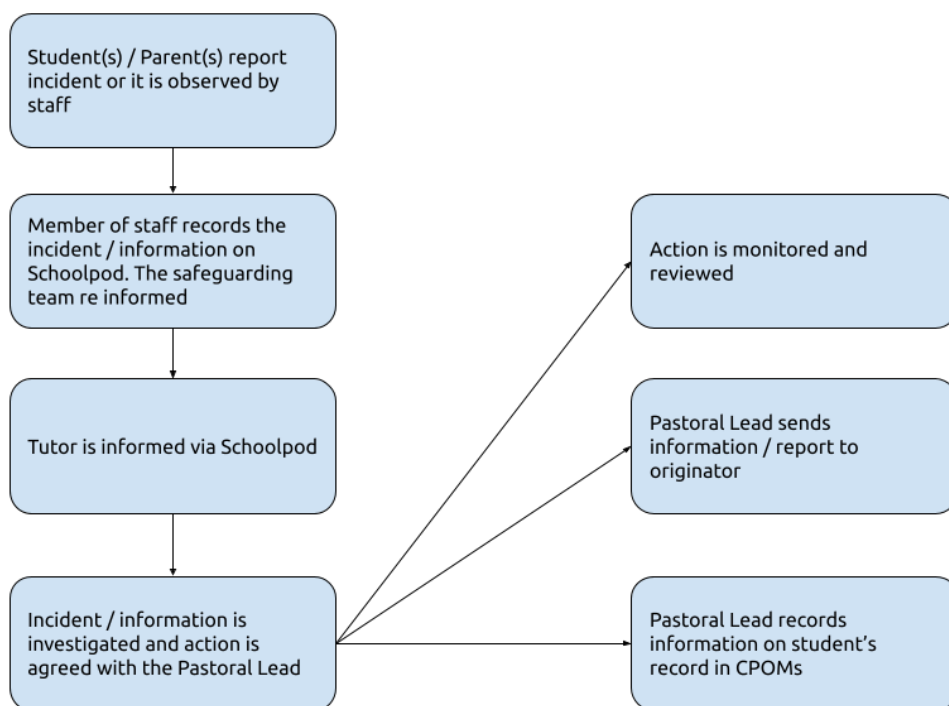 Student(s) / Parent(s) report
incident or it is observed by
staff
Member of staff records the
incident / information on
Schoolpod. The safeguarding
team re informed
Tutor is informed via Schoolpod
Incident / information is
investigated and action is
agreed with the Pastoral Lead
Action is monitored and
reviewed
Pastoral Lead sends
information / report to
originator
Pastoral Lead records
information on student's
record in CPOMs